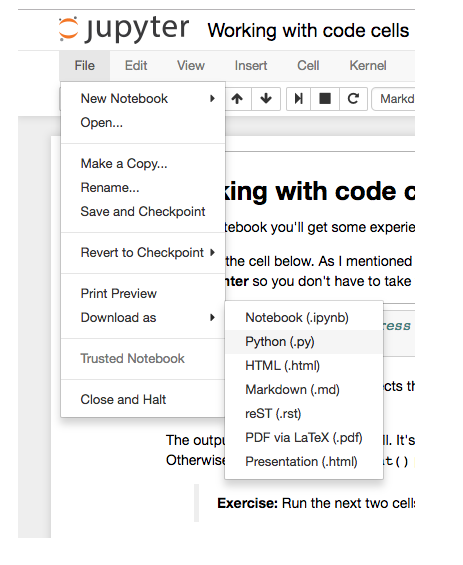 jupyter Working with code cells
File Edit View Insert Cell Kernel
New Notebook
Markd
Open...
Make a Copy...
Rename...
king with code c
Save and Checkpoint
tebook you'll get some experie
Revert to Checkpoint
the cell below. As I mentioned
nter so you don't have to take
Print Preview
Download as
Notebook (.ipynb)
ress
Python (.py)
Trusted Notebook
HTML (.html)
Markdown (.md)
ects th
Close and Halt
reST (.rst)
The outpu
PDF via LaTeX (.pdf)
ll. It's
Otherwise
Presentation (.html)
t()
Exercise: Run the next two cells